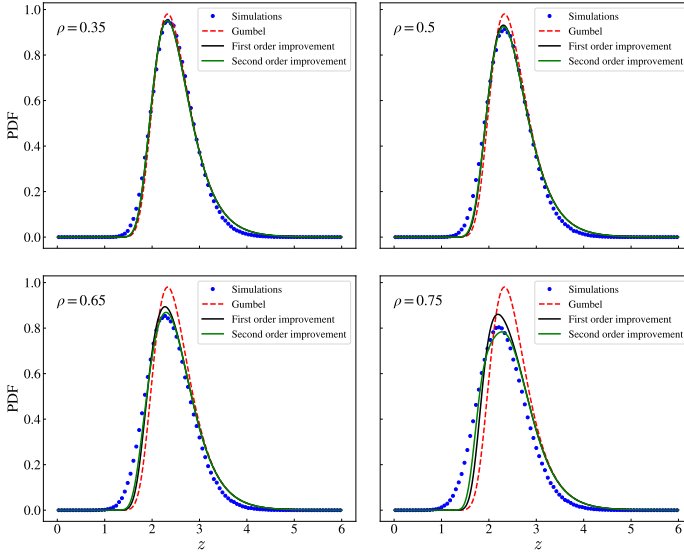 1.0
0.8
0.6
0.4
0.2
0.0
PDF
ρ = 0.35
Simulations
Gumbel
First order improvement
Second order improvement
ρ = 0.5
Simulations
Gumbel
First order improvement
Second order improvement
1.0
0.8
0.6
0.4
0.2
0.0
PDF
ρ = 0.65
Simulations
Gumbel
First order improvement
Second order improvement
0 1 2 3 4 5 6
z
ρ = 0.75
Simulations
Gumbel
First order improvement
Second order improvement
0 1 2 3 4 5 6
z